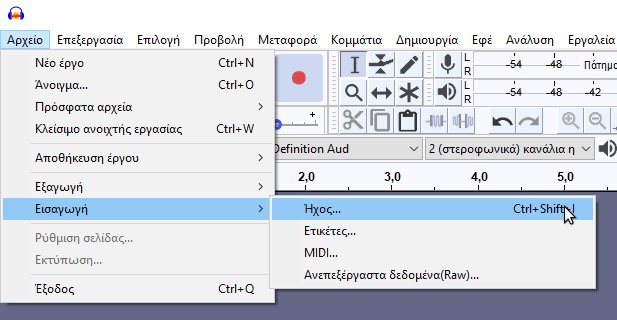 Αρχείο Επεξεργασία Επιλογή Προβολή Μεταφορά Κομμάτια Δημιουργία Εφέ Ανάλυση Εργαλεία
Νέο έργο Ctrl+N
Άνοιγμα... Ctrl+O
Πρόσφατα αρχεία
Κλείσιμο ανοιχτής εργασίας Ctrl+W
Αποθήκευση έργου
Εξαγωγή
Εισαγωγή
Ρύθμιση σελίδας...
Εκτύπωση...
Έξοδος Ctrl+Q
L
R
-54 -48 Πάτημα
L
R
-54 -48 -42
Definition Aud 2 (στεροφωνικά) κανάλια η
2,0 3,0 4,0 5,0
Ήχος... Ctrl+Shift+I
Ετικέτες...
MIDI...
Ανεπεξέργαστα δεδομένα(Raw)...